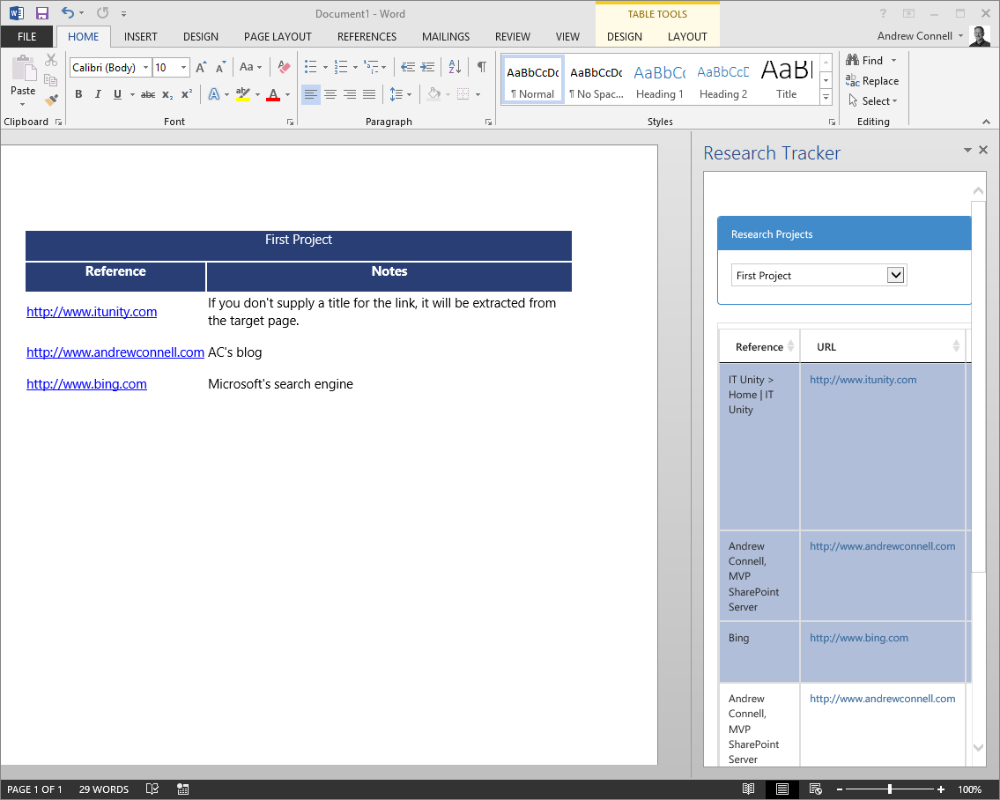 Document1 - Word
TABLE TOOLS
FILE HOME INSERT DESIGN PAGE LAYOUT REFERENCES MAILINGS REVIEW VIEW DESIGN LAYOUT Andrew Connell
Paste
Clipboard
Calibri (Body) 10
Aa
B I U abc x₂ x²
A ab A
Font
Paragraph
AaBbCcDc AaBbCcDc AaBbCc AaBbCcD AaBl
¶ Normal ¶ No Spac... Heading 1 Heading 2 Title
Styles
Find
Replace
Select
Editing
First Project
Reference Notes
http://www.itunity.com
If you don't supply a title for the link, it will be extracted from
the target page.
http://www.andrewconnell.com AC's blog
http://www.bing.com Microsoft's search engine
Research Tracker
Research Projects
First Project
Reference URL
IT Unity >
Home | IT
Unity
http://www.itunity.com
Andrew
Connell,
MVP
SharePoint
Server
http://www.andrewconnell.com
Bing
http://www.bing.com
Andrew
Connell,
MVP
SharePoint
Server
http://www.andrewconnell.com
PAGE 1 OF 1 29 WORDS 100%